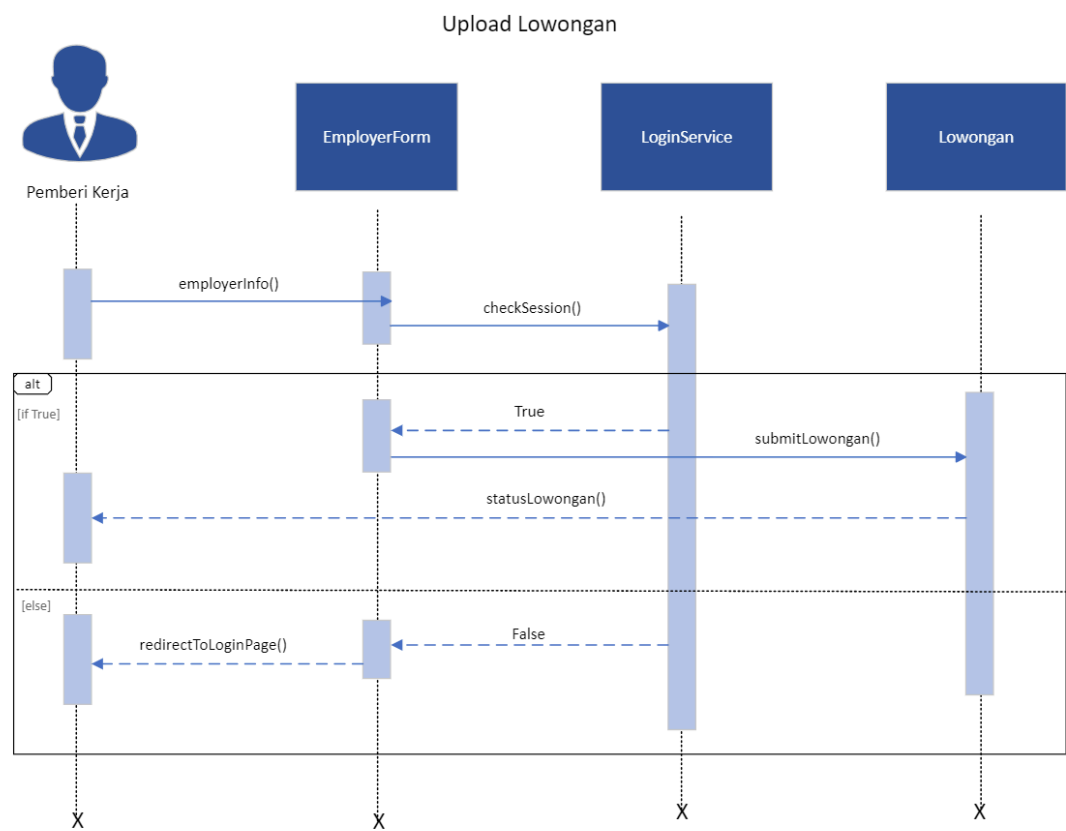 Upload Lowongan
Pemberi Kerja
EmployerForm
LoginService
Lowongan
employerInfo()
checkSession()
alt
[if True]
True
submitLowongan()
statusLowongan()
[else]
False
redirectToLoginPage()
X
X
X
X